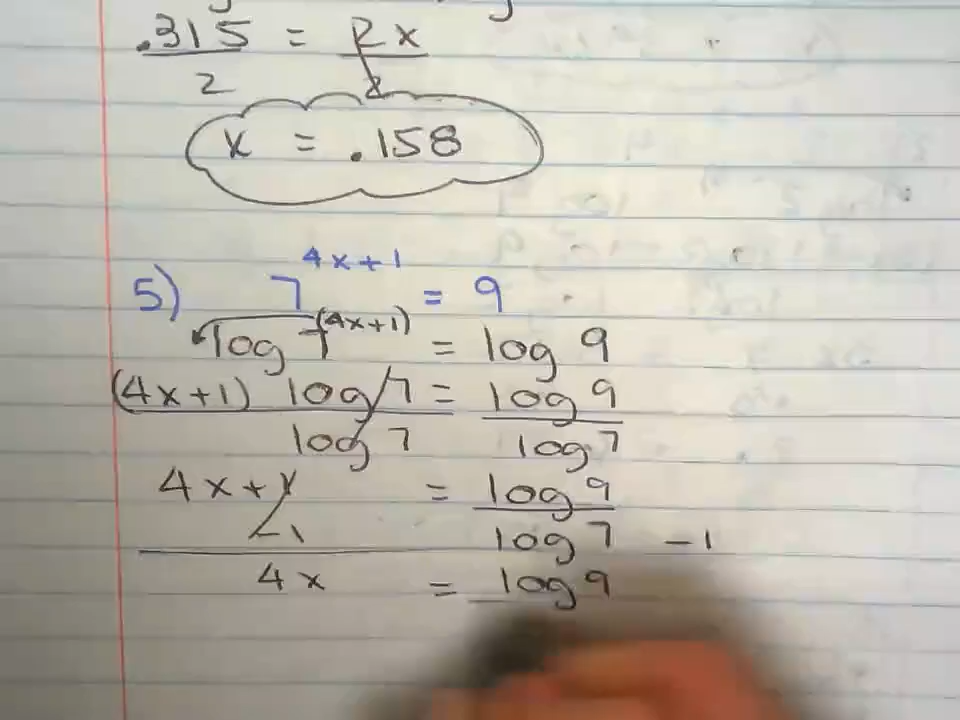 .315 = 2x
2 2
x = .158
4x+1
5) 7 = 9
log 7(4x+1) = log 9
(4x+1) log 7 = log 9
log 7 log 7
4x+1 = log 9
-1 log 7 -1
4x = log 9